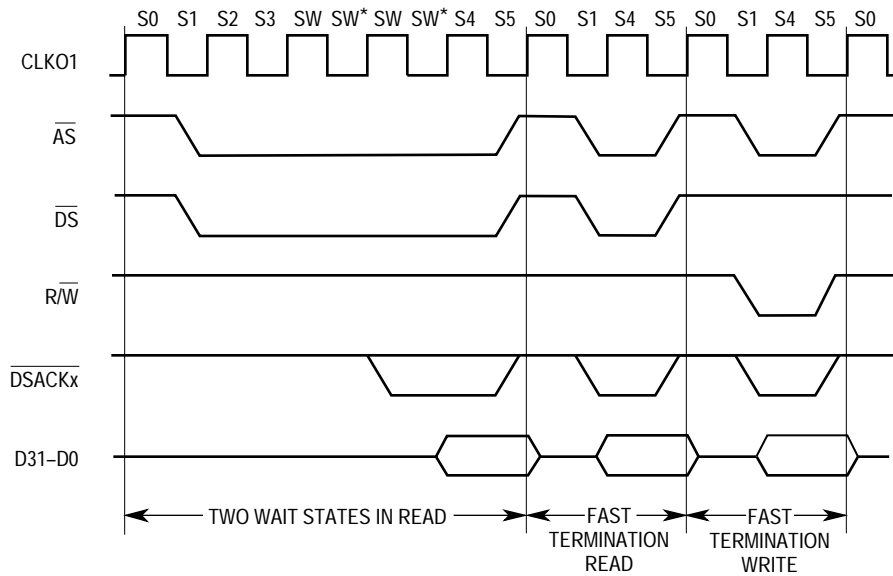 S0 S1 S2 S3 SW SW* SW SW* S4 S5 S0 S1 S4 S5 S0 S1 S4 S5 S0
CLKO1
AS
DS
R/W
DSACKx
D31–D0
TWO WAIT STATES IN READ
FAST
TERMINATION
READ
FAST
TERMINATION
WRITE